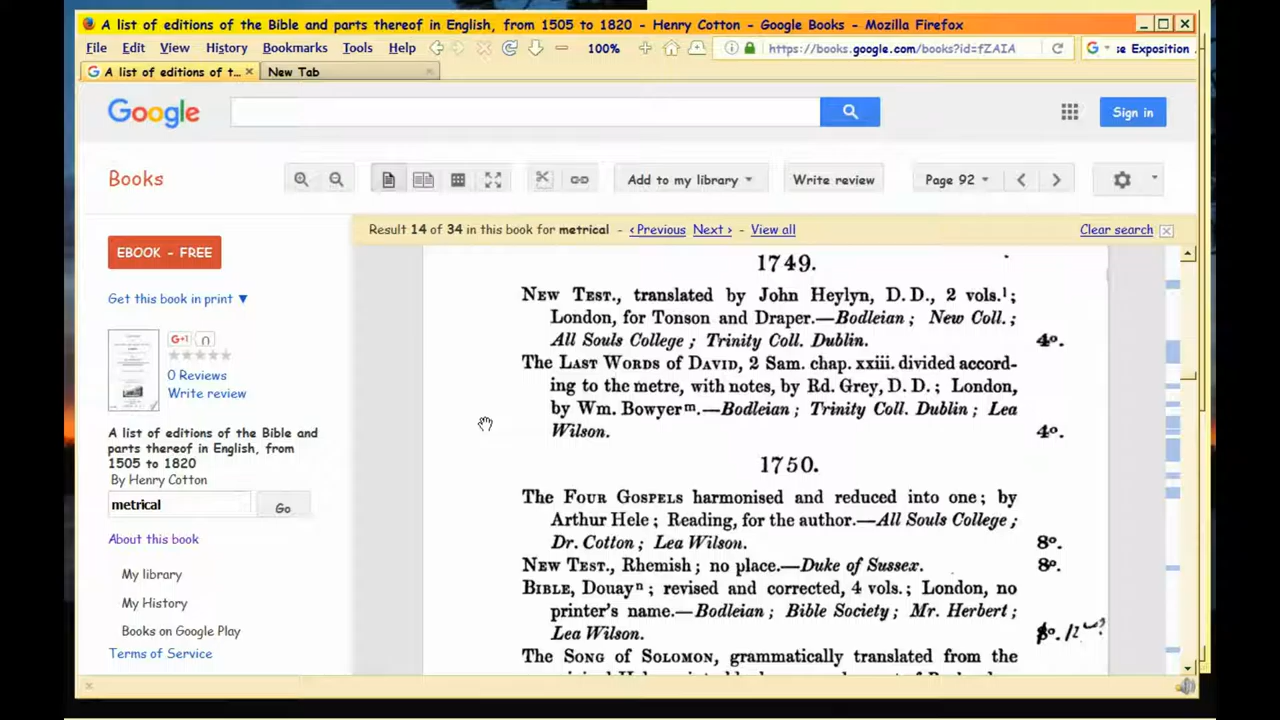 A list of editions of the Bible and parts thereof in English, from 1505 to 1820 - Henry Cotton - Google Books - Mozilla Firefox
File Edit View History Bookmarks Tools Help 100% https://books.google.com/books?id=fZAIA Exposition
A list of editions of t... New Tab
Google Sign in
Books Add to my library Write review Page 92
Result 14 of 34 in this book for metrical - ‹Previous Next› - View all Clear search
EBOOK - FREE
Get this book in print ▼
G+1
0 Reviews
Write review
A list of editions of the Bible and
parts thereof in English, from
1505 to 1820
By Henry Cotton
metrical Go
About this book
My library
My History
Books on Google Play
Terms of Service
1749.
NEW TEST., translated by John Heylyn, D. D., 2 vols.¹;
London, for Tonson and Draper.—Bodleian; New Coll.;
All Souls College; Trinity Coll. Dublin. 4º.
The LAST WORDS of DAVID, 2 Sam. chap. xxiii. divided accord-
ing to the metre, with notes, by Rd. Grey, D. D.; London,
by Wm. Bowyerᵐ.—Bodleian; Trinity Coll. Dublin; Lea
Wilson. 4º.
1750.
The FOUR GOSPELS harmonised and reduced into one; by
Arthur Hele; Reading, for the author.—All Souls College;
Dr. Cotton; Lea Wilson. 8º.
NEW TEST., Rhemish; no place.—Duke of Sussex. 8º.
BIBLE, Douayⁿ; revised and corrected, 4 vols.; London, no
printer's name.—Bodleian; Bible Society; Mr. Herbert;
Lea Wilson. 8º.
The SONG of SOLOMON, grammatically translated from the